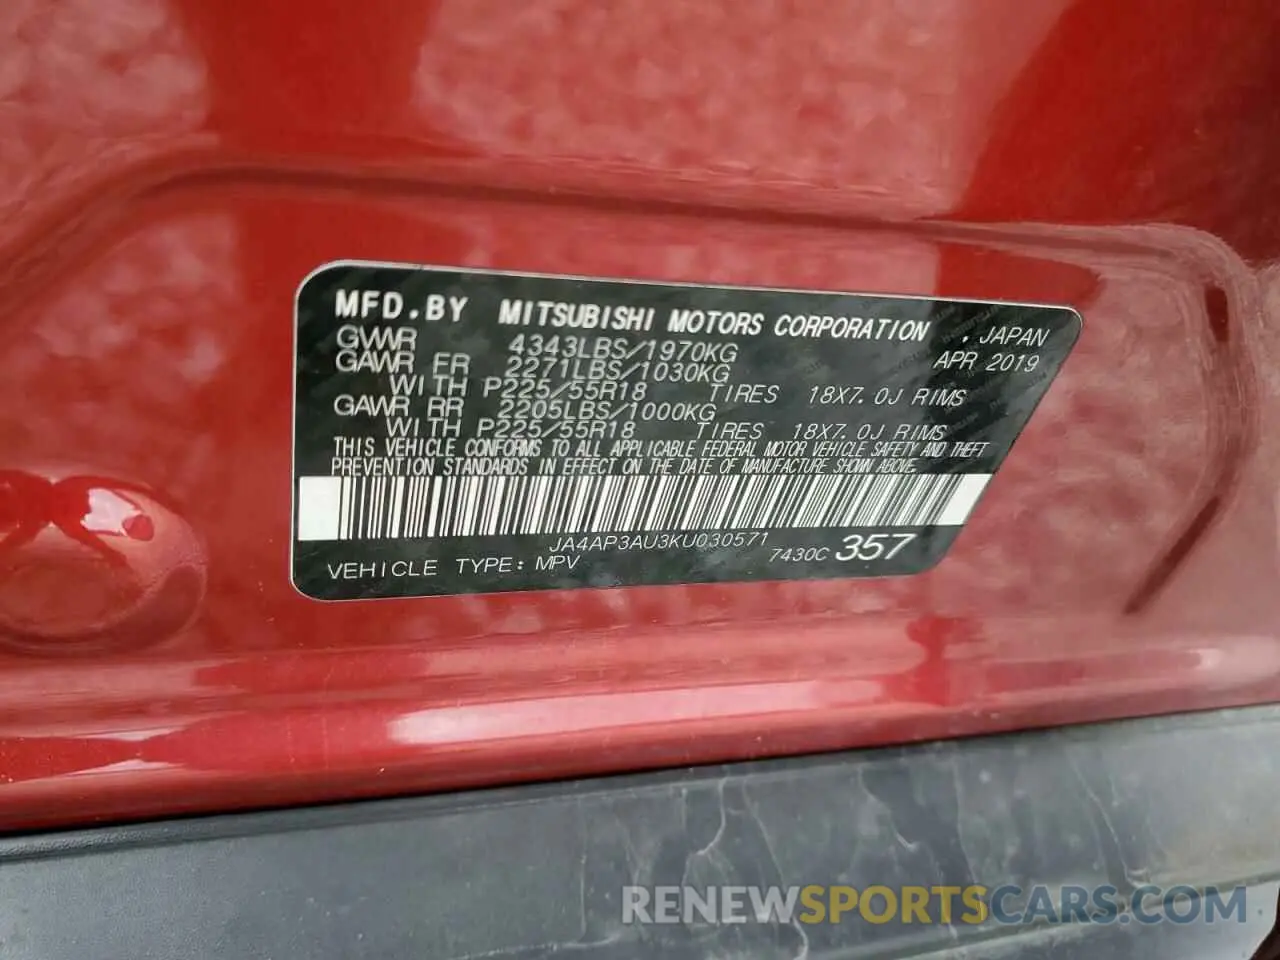 MFD.BY MITSUBISHI MOTORS CORPORATION , JAPAN
GVWR 4343LBS/1970KG APR 2019
GAWR FR 2271LBS/1030KG
WITH P225/55R18 TIRES 18X7.0J RIMS
GAWR RR 2205LBS/1000KG
WITH P225/55R18 TIRES 18X7.0J RIMS
THIS VEHICLE CONFORMS TO ALL APPLICABLE FEDERAL MOTOR VEHICLE SAFETY AND THEFT
PREVENTION STANDARDS IN EFFECT ON THE DATE OF MANUFACTURE SHOWN ABOVE.
JA4AP3AU3KU030571
VEHICLE TYPE: MPV 7430C 357
RENEWSPORTSCARS.COM